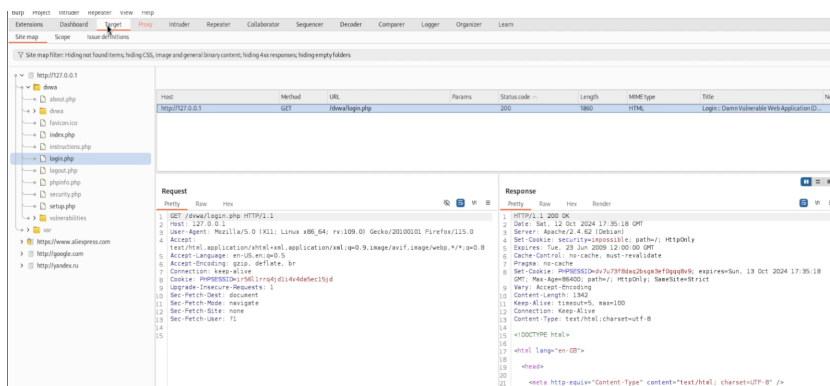 Burp Project Intruder Repeater View Help
Extensions Dashboard Target Proxy Intruder Repeater Collaborator Sequencer Decoder Comparer Logger Organizer Learn
Site map Scope Issue definitions
Site map filter: Hiding not found items; hiding CSS, image and general binary content; hiding 4xx responses; hiding empty folders
http://127.0.0.1
dvwa
about.php
dvwa
favicon.ico
index.php
instructions.php
login.php
logout.php
phpinfo.php
security.php
setup.php
vulnerabilities
var
https://www.aliexpress.com
http://google.com
http://yandex.ru
Host Method URL Params Status code Length MIME type Title
http://127.0.0.1 GET /dvwa/login.php 200 1860 HTML Login :: Damn Vulnerable Web Application (D...
Request
Pretty Raw Hex
1 GET /dvwa/login.php HTTP/1.1
2 Host: 127.0.0.1
3 User-Agent: Mozilla/5.0 (X11; Linux x86_64; rv:109.0) Gecko/20100101 Firefox/115.0
4 Accept:
text/html,application/xhtml+xml,application/xml;q=0.9,image/avif,image/webp,*/*;q=0.8
5 Accept-Language: en-US,en;q=0.5
6 Accept-Encoding: gzip, deflate, br
7 Connection: keep-alive
8 Cookie: PHPSESSID=
9 Upgrade-Insecure-Requests: 1
10 Sec-Fetch-Dest: document
11 Sec-Fetch-Mode: navigate
12 Sec-Fetch-Site: none
13 Sec-Fetch-User: ?1
14
15
Response
Pretty Raw Hex Render
1 HTTP/1.1 200 OK
2 Date: Sat, 12 Oct 2024 17:35:18 GMT
3 Server: Apache/2.4.62 (Debian)
4 Set-Cookie: security=impossible; path=/; HttpOnly
5 Expires: Tue, 23 Jun 2009 12:00:00 GMT
6 Cache-Control: no-cache, must-revalidate
7 Pragma: no-cache
8 Set-Cookie: expires=Sun, 13 Oct 2024 17:35:18
GMT; Max-Age=86400; path=/; HttpOnly; SameSite=Strict
9 Vary: Accept-Encoding
10 Content-Length: 1342
11 Keep-Alive: timeout=5, max=100
12 Connection: Keep-Alive
13 Content-Type: text/html;charset=utf-8
14
15 <!DOCTYPE html>
16
17 <html lang="en-GB">
18
19 <head>
20
21 <meta http-equiv="Content-Type" content="text/html; charset=UTF-8" />